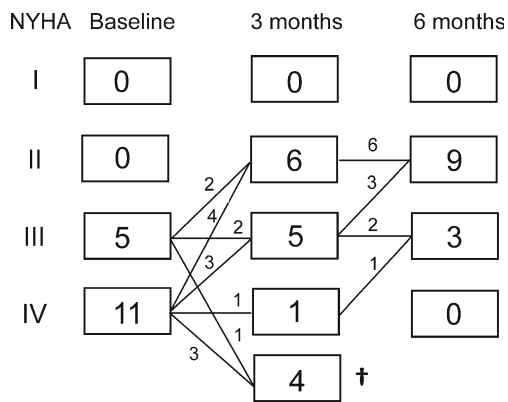 NYHA Baseline 3 months 6 months
I 0 0 0
II 0 6 6 9
2 3
4
III 5 2 5 2 3
3 1
IV 11 1 1 0
1
3
4 †